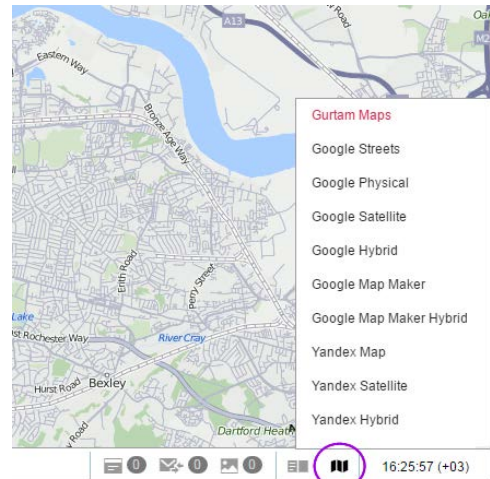 A13
(Oa
M2
Eastern Way
Bronze Age Way
Erith Road
Perry Street
Lake
st Rochester Way
River Cray
Hurst Road
Bexley
Dartford Heath
Gurtam Maps
Google Streets
Google Physical
Google Satellite
Google Hybrid
Google Map Maker
Google Map Maker Hybrid
Yandex Map
Yandex Satellite
Yandex Hybrid
0
0
0
16:25:57 (+03)